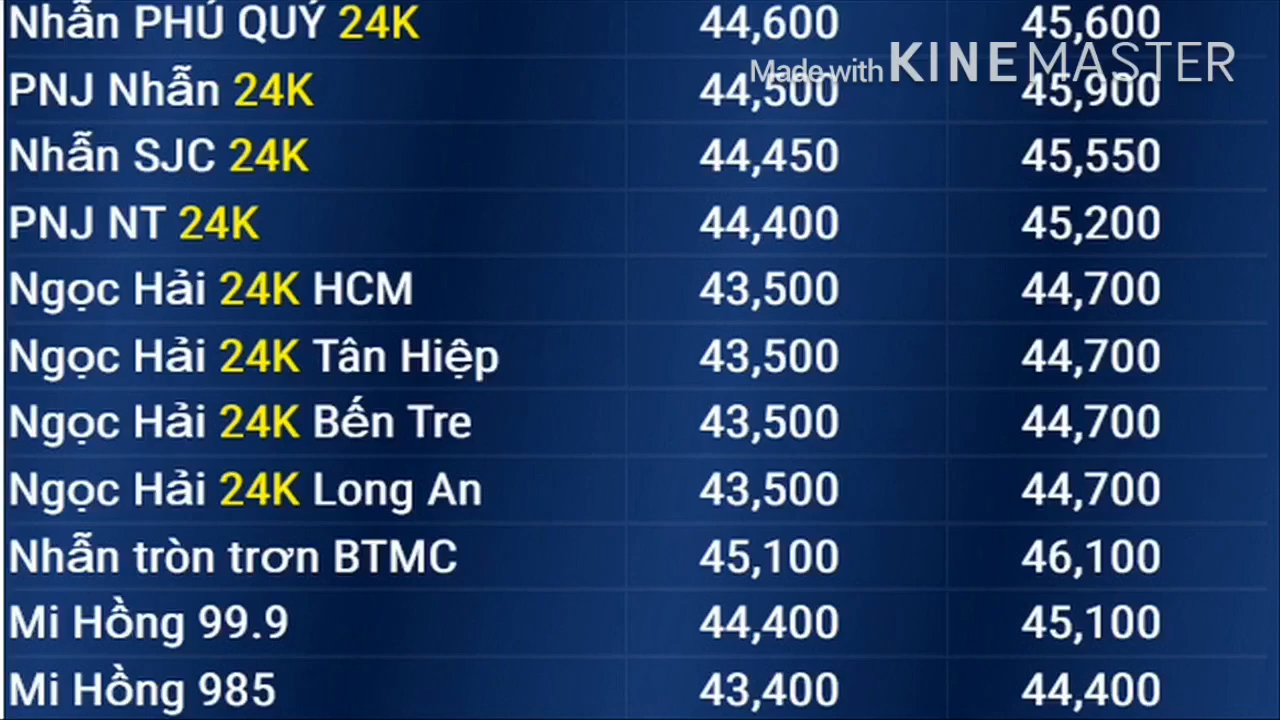 Nhẫn PHÚ QUÝ 24K 44,600 45,600
Made with KINEMASTER
PNJ Nhẫn 24K 44,500 45,900
Nhẫn SJC 24K 44,450 45,550
PNJ NT 24K 44,400 45,200
Ngọc Hải 24K HCM 43,500 44,700
Ngọc Hải 24K Tân Hiệp 43,500 44,700
Ngọc Hải 24K Bến Tre 43,500 44,700
Ngọc Hải 24K Long An 43,500 44,700
Nhẫn tròn trơn BTMC 45,100 46,100
Mi Hồng 99.9 44,400 45,100
Mi Hồng 985 43,400 44,400